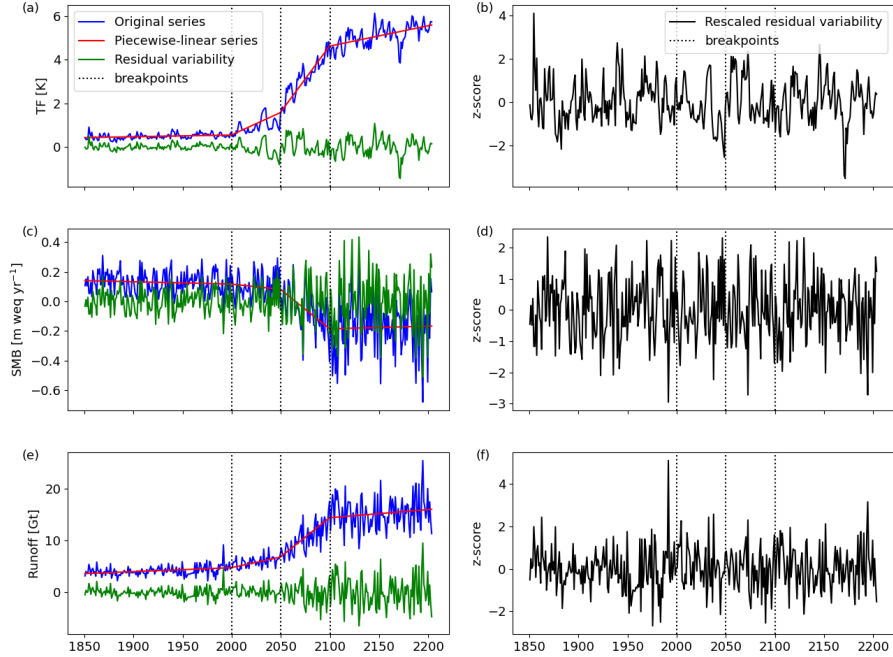 (a)
Original series
Piecewise-linear series
Residual variability
breakpoints
TF [K]
6
4
2
0
(b)
Rescaled residual variability
breakpoints
z-score
4
2
0
−2
(c)
SMB [m weq yr⁻¹]
0.4
0.2
0.0
−0.2
−0.4
−0.6
(d)
z-score
2
1
0
−1
−2
−3
(e)
Runoff [Gt]
20
10
0
1850 1900 1950 2000 2050 2100 2150 2200
(f)
z-score
4
2
0
−2
1850 1900 1950 2000 2050 2100 2150 2200